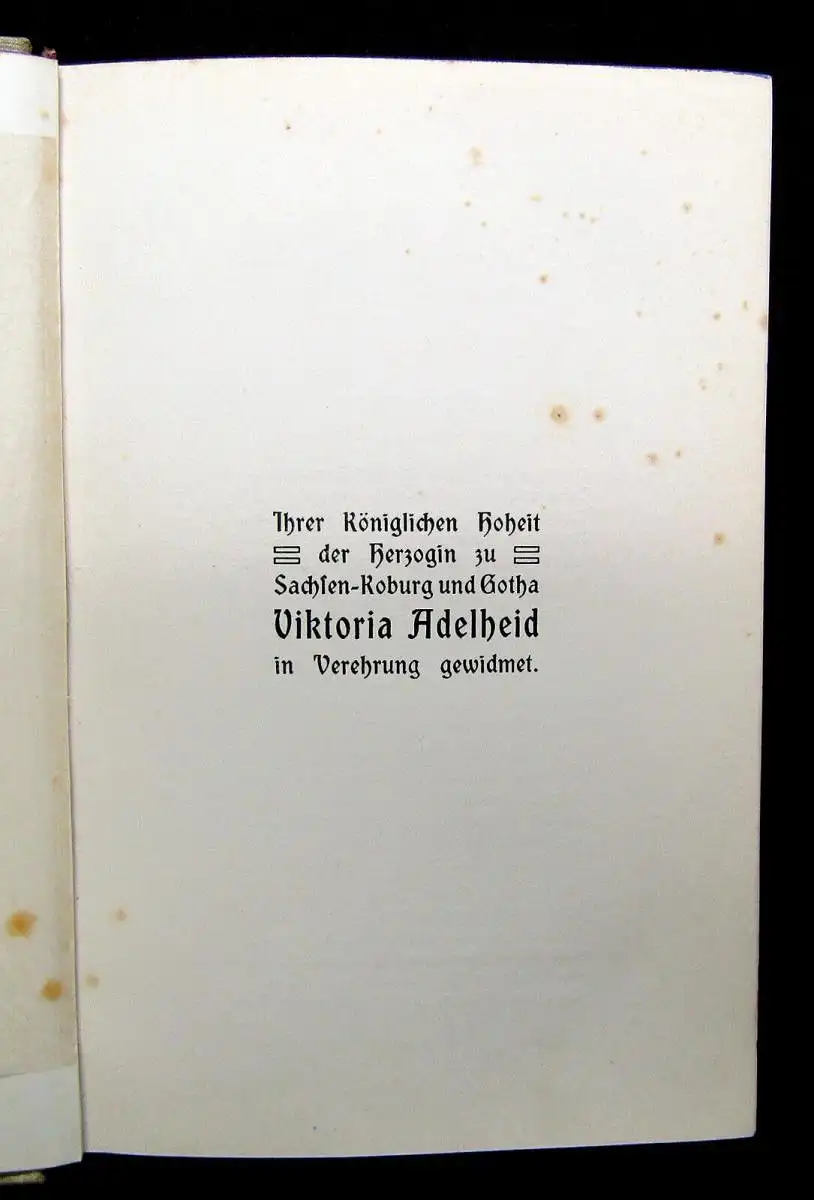 Ihrer Königlichen Hoheit
der Herzogin zu
Sachsen-Koburg und Gotha
Viktoria Adelheid
in Verehrung gewidmet.